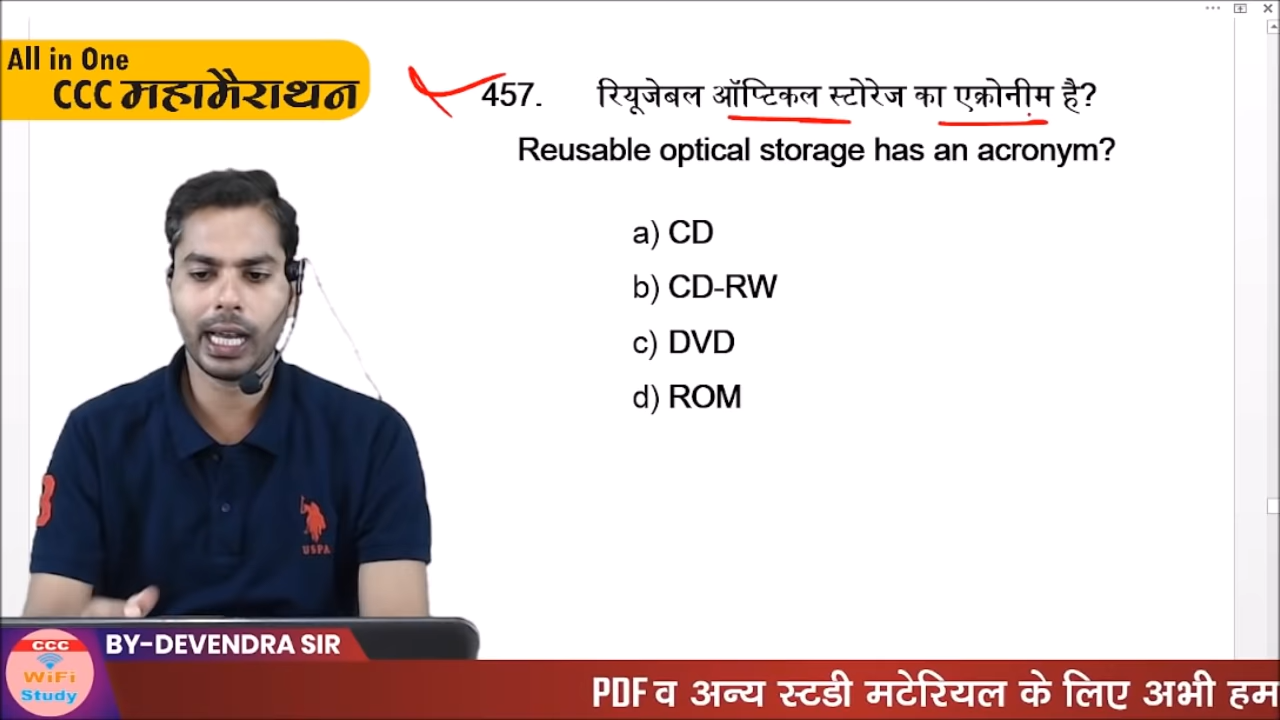 All in One
CCC महामैराथन
457. रियूजेबल ऑप्टिकल स्टोरेज का एक्रोनीम है?
Reusable optical storage has an acronym?
a) CD
b) CD-RW
c) DVD
d) ROM
3
USPA
BY-DEVENDRA SIR
CCC
WiFi
Study
PDF व अन्य स्टडी मटेरियल के लिए अभी हम